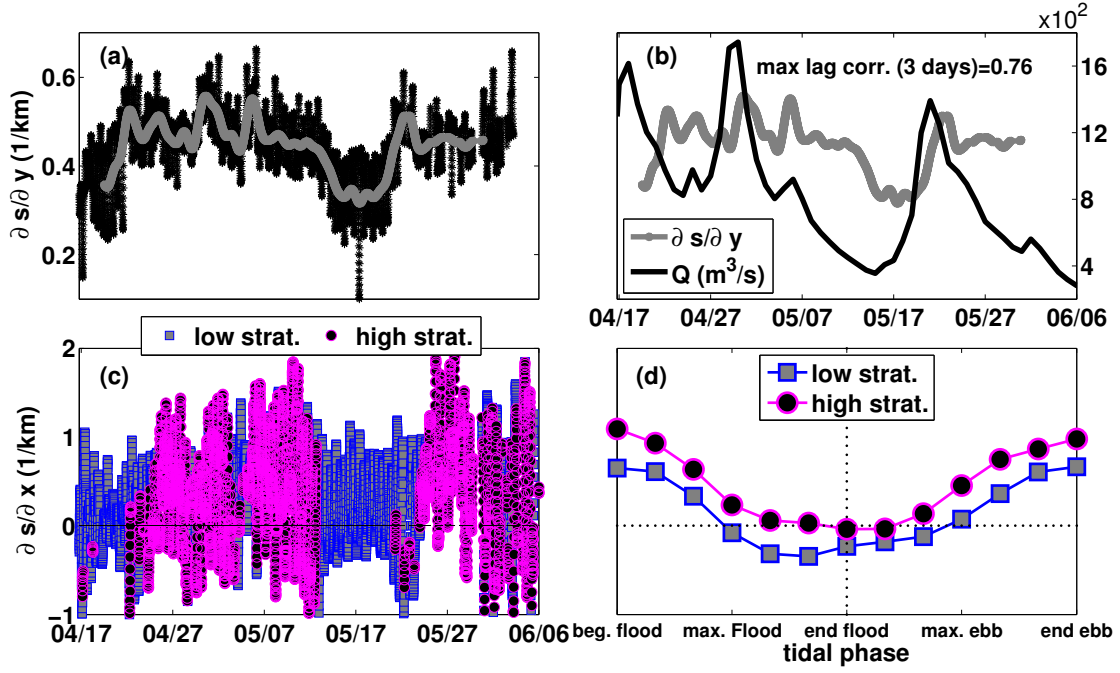 x10²
(a)
0.6
0.4
0.2
∂ s/∂ y (1/km)
(b)
max lag corr. (3 days)=0.76
16
12
8
4
∂ s/∂ y
Q (m³/s)
04/17 04/27 05/07 05/17 05/27 06/06
low strat. high strat.
(c)
2
1
0
−1
∂ s/∂ x (1/km)
04/17 04/27 05/07 05/17 05/27 06/06
(d)
low strat.
high strat.
beg. flood max. Flood end flood max. ebb end ebb
tidal phase